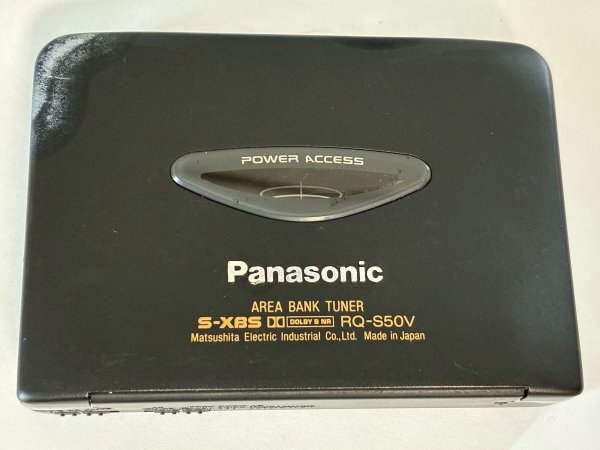 POWER ACCESS
Panasonic
AREA BANK TUNER
S-XBS DOLBY B NR RQ-S50V
Matsushita Electric Industrial Co., Ltd. Made in Japan